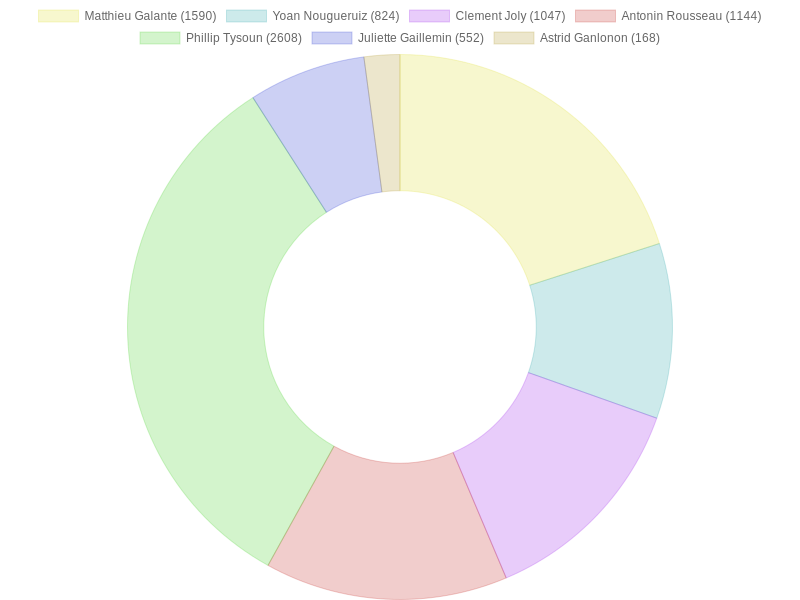 Matthieu Galante (1590) Yoan Nougueruiz (824) Clement Joly (1047) Antonin Rousseau (1144)
Phillip Tysoun (2608) Juliette Gaillemin (552) Astrid Ganlonon (168)